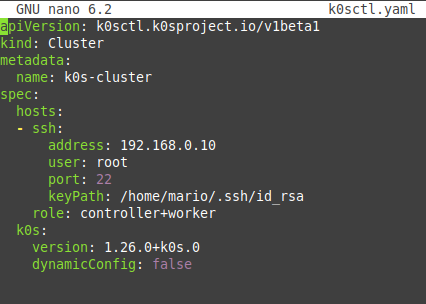 GNU nano 6.2 k0sctl.yaml
apiVersion: k0sctl.k0sproject.io/v1beta1
kind: Cluster
metadata:
  name: k0s-cluster
spec:
  hosts:
  - ssh:
      address: 192.168.0.10
      user: root
      port: 22
      keyPath: /home/mario/.ssh/id_rsa
    role: controller+worker
  k0s:
    version: 1.26.0+k0s.0
    dynamicConfig: false